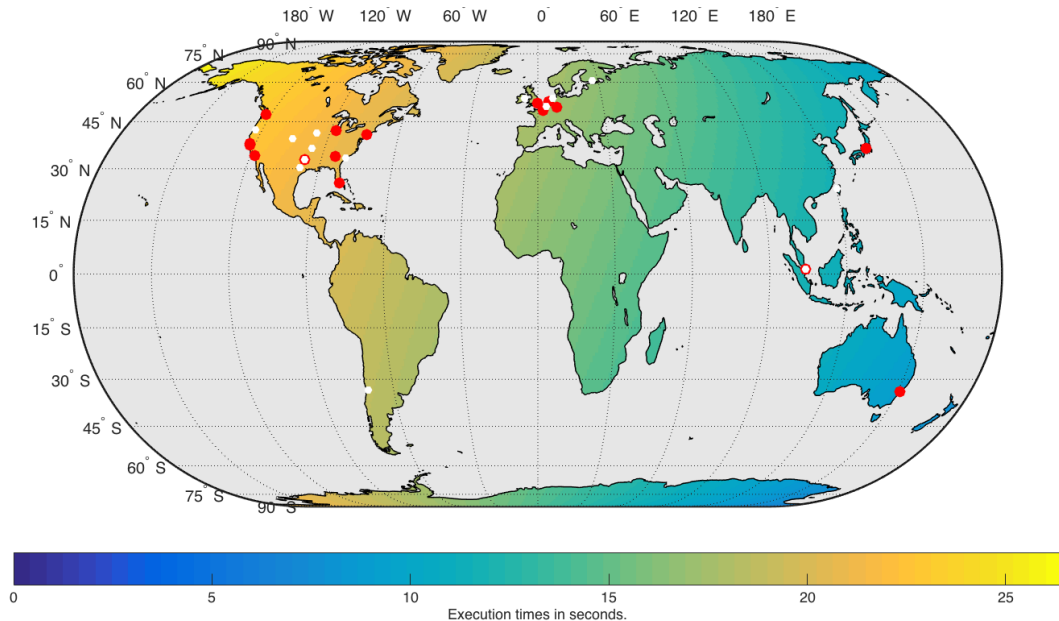 180° W 120° W 60° W 0° 60° E 120° E 180° E
90° N
75° N
60° N
45° N
30° N
15° N
0°
15° S
30° S
45° S
60° S
75° S
90° S
0 5 10 15 20 25
Execution times in seconds.